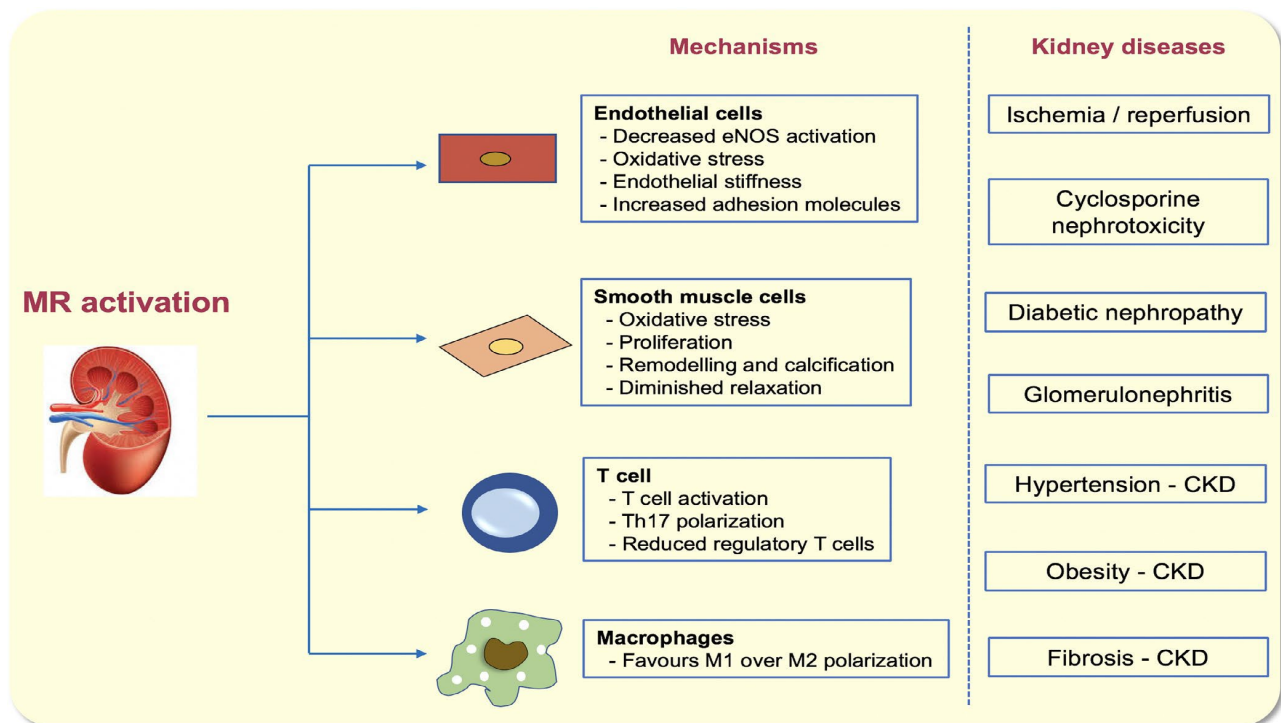 Mechanisms
Kidney diseases
MR activation
Endothelial cells
- Decreased eNOS activation
- Oxidative stress
- Endothelial stiffness
- Increased adhesion molecules
Smooth muscle cells
- Oxidative stress
- Proliferation
- Remodelling and calcification
- Diminished relaxation
T cell
- T cell activation
- Th17 polarization
- Reduced regulatory T cells
Macrophages
- Favours M1 over M2 polarization
Ischemia / reperfusion
Cyclosporine
nephrotoxicity
Diabetic nephropathy
Glomerulonephritis
Hypertension - CKD
Obesity - CKD
Fibrosis - CKD